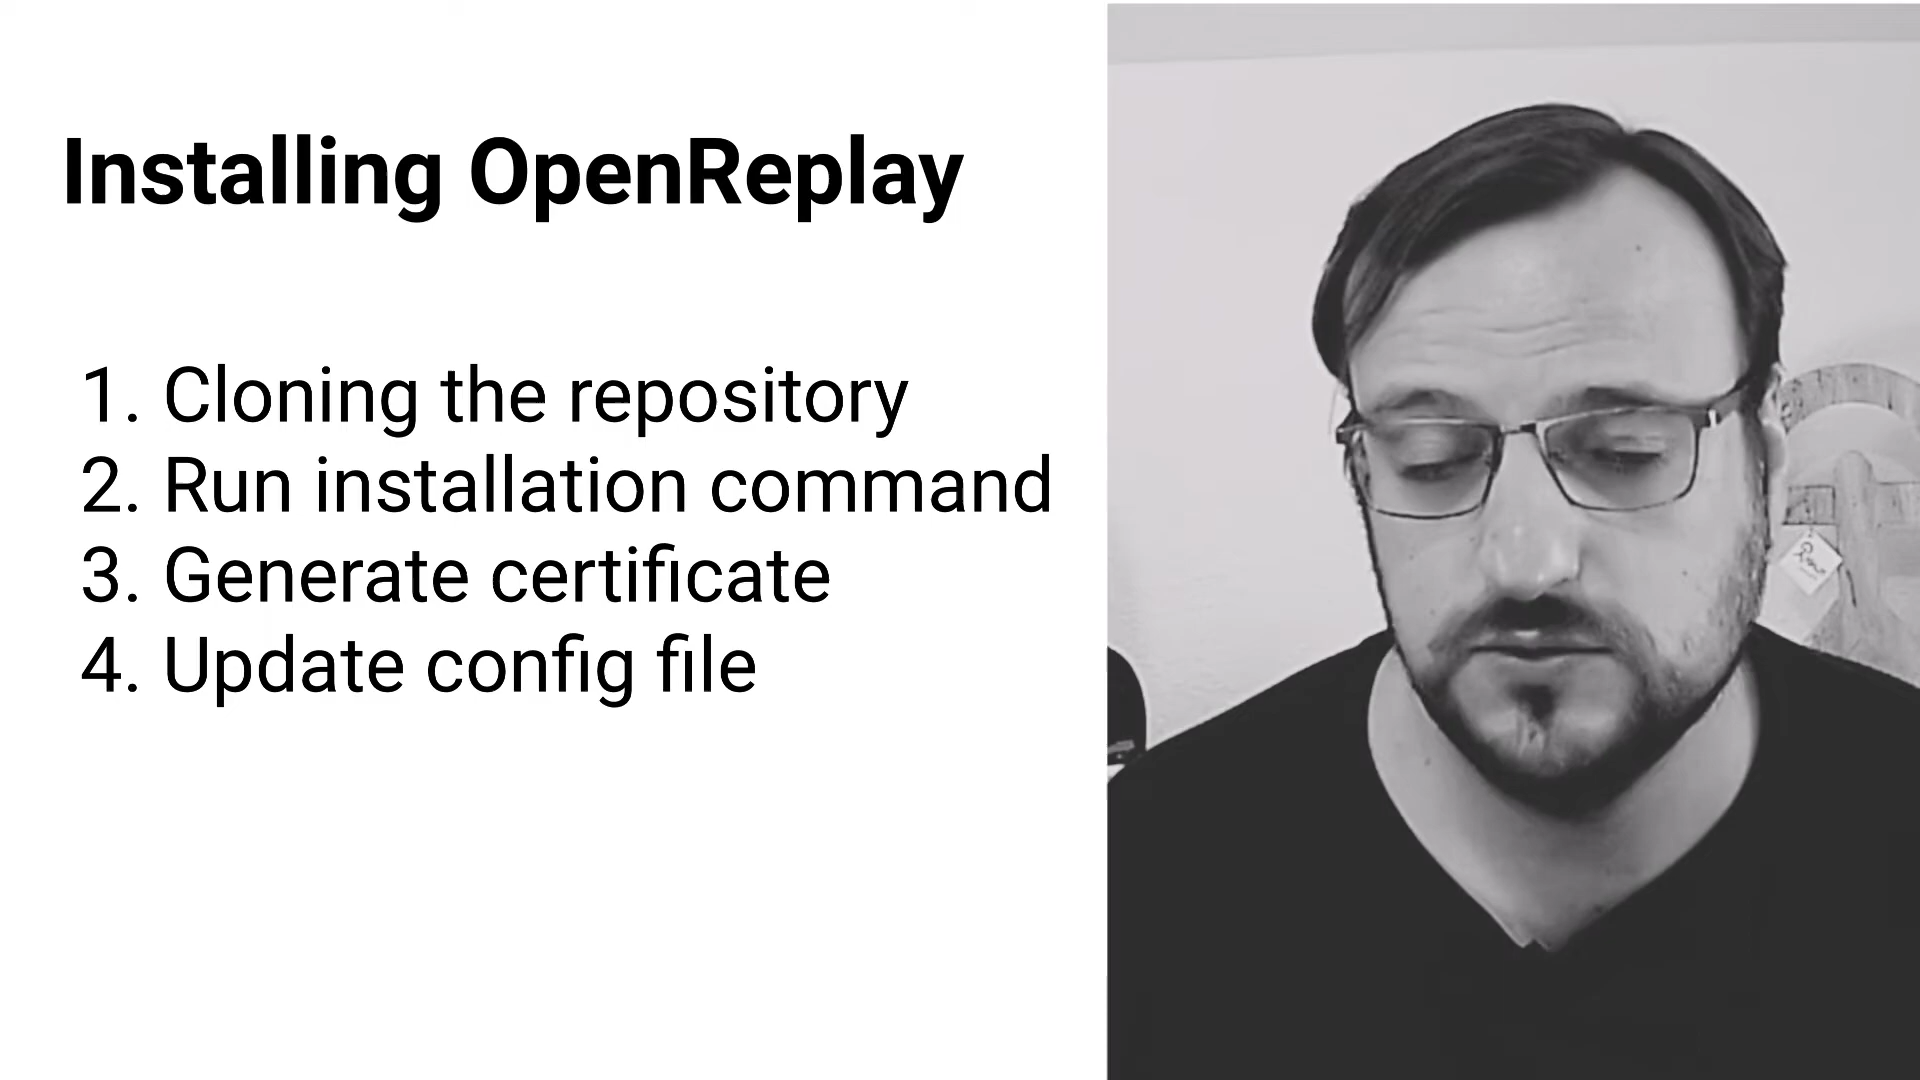 Installing OpenReplay
1. Cloning the repository
2. Run installation command
3. Generate certificate
4. Update config file